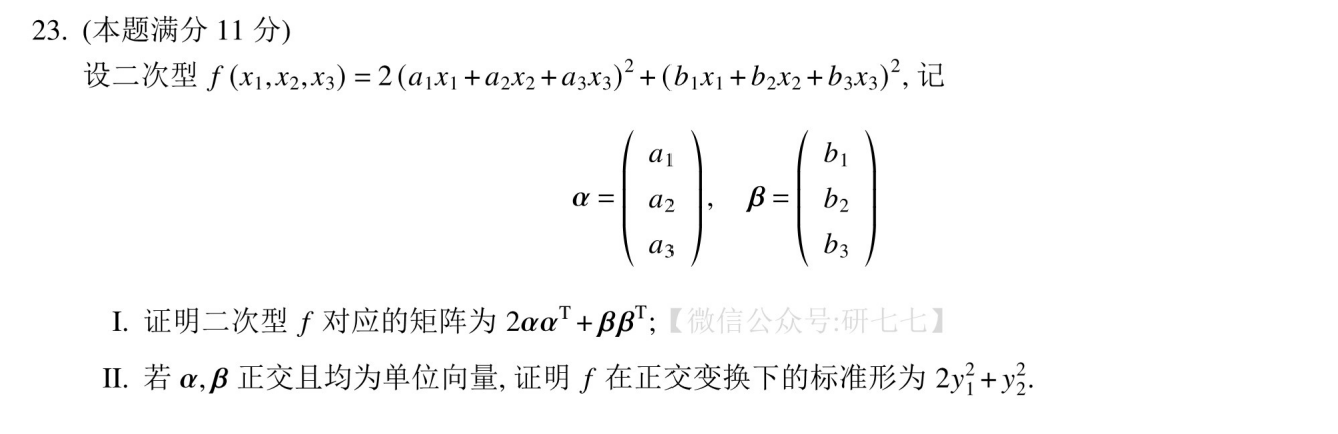 23. (本题满分 11 分)
设二次型 f (x₁,x₂,x₃) = 2 (a₁x₁ + a₂x₂ + a₃x₃)² + (b₁x₁ + b₂x₂ + b₃x₃)², 记
α = ( a₁ a₂ a₃ ), β = ( b₁ b₂ b₃ )
I. 证明二次型 f 对应的矩阵为 2ααᵀ + ββᵀ;【微信公众号:研七七】
II. 若 α,β 正交且均为单位向量, 证明 f 在正交变换下的标准形为 2y₁² + y₂².